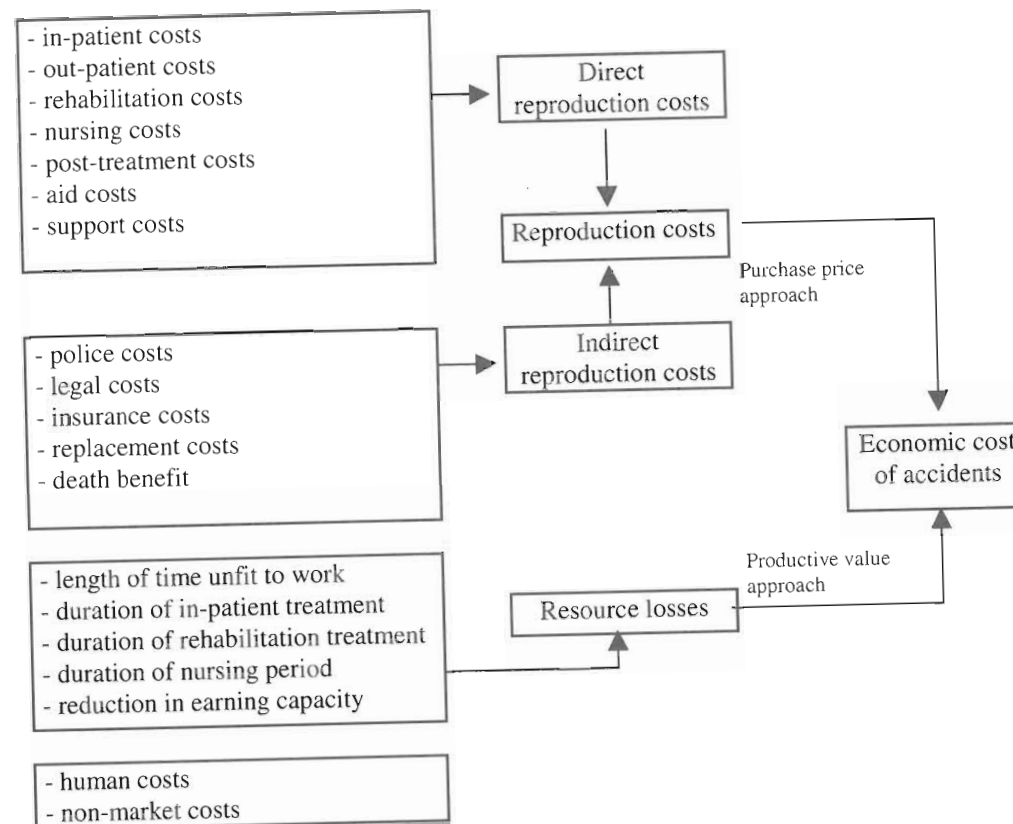 - in-patient costs
- out-patient costs
- rehabilitation costs
- nursing costs
- post-treatment costs
- aid costs
- support costs
Direct
reproduction costs
Reproduction costs
Purchase price
approach
- police costs
- legal costs
- insurance costs
- replacement costs
- death benefit
Indirect
reproduction costs
Economic cost
of accidents
- length of time unfit to work
- duration of in-patient treatment
- duration of rehabilitation treatment
- duration of nursing period
- reduction in earning capacity
Resource losses
Productive value
approach
- human costs
- non-market costs